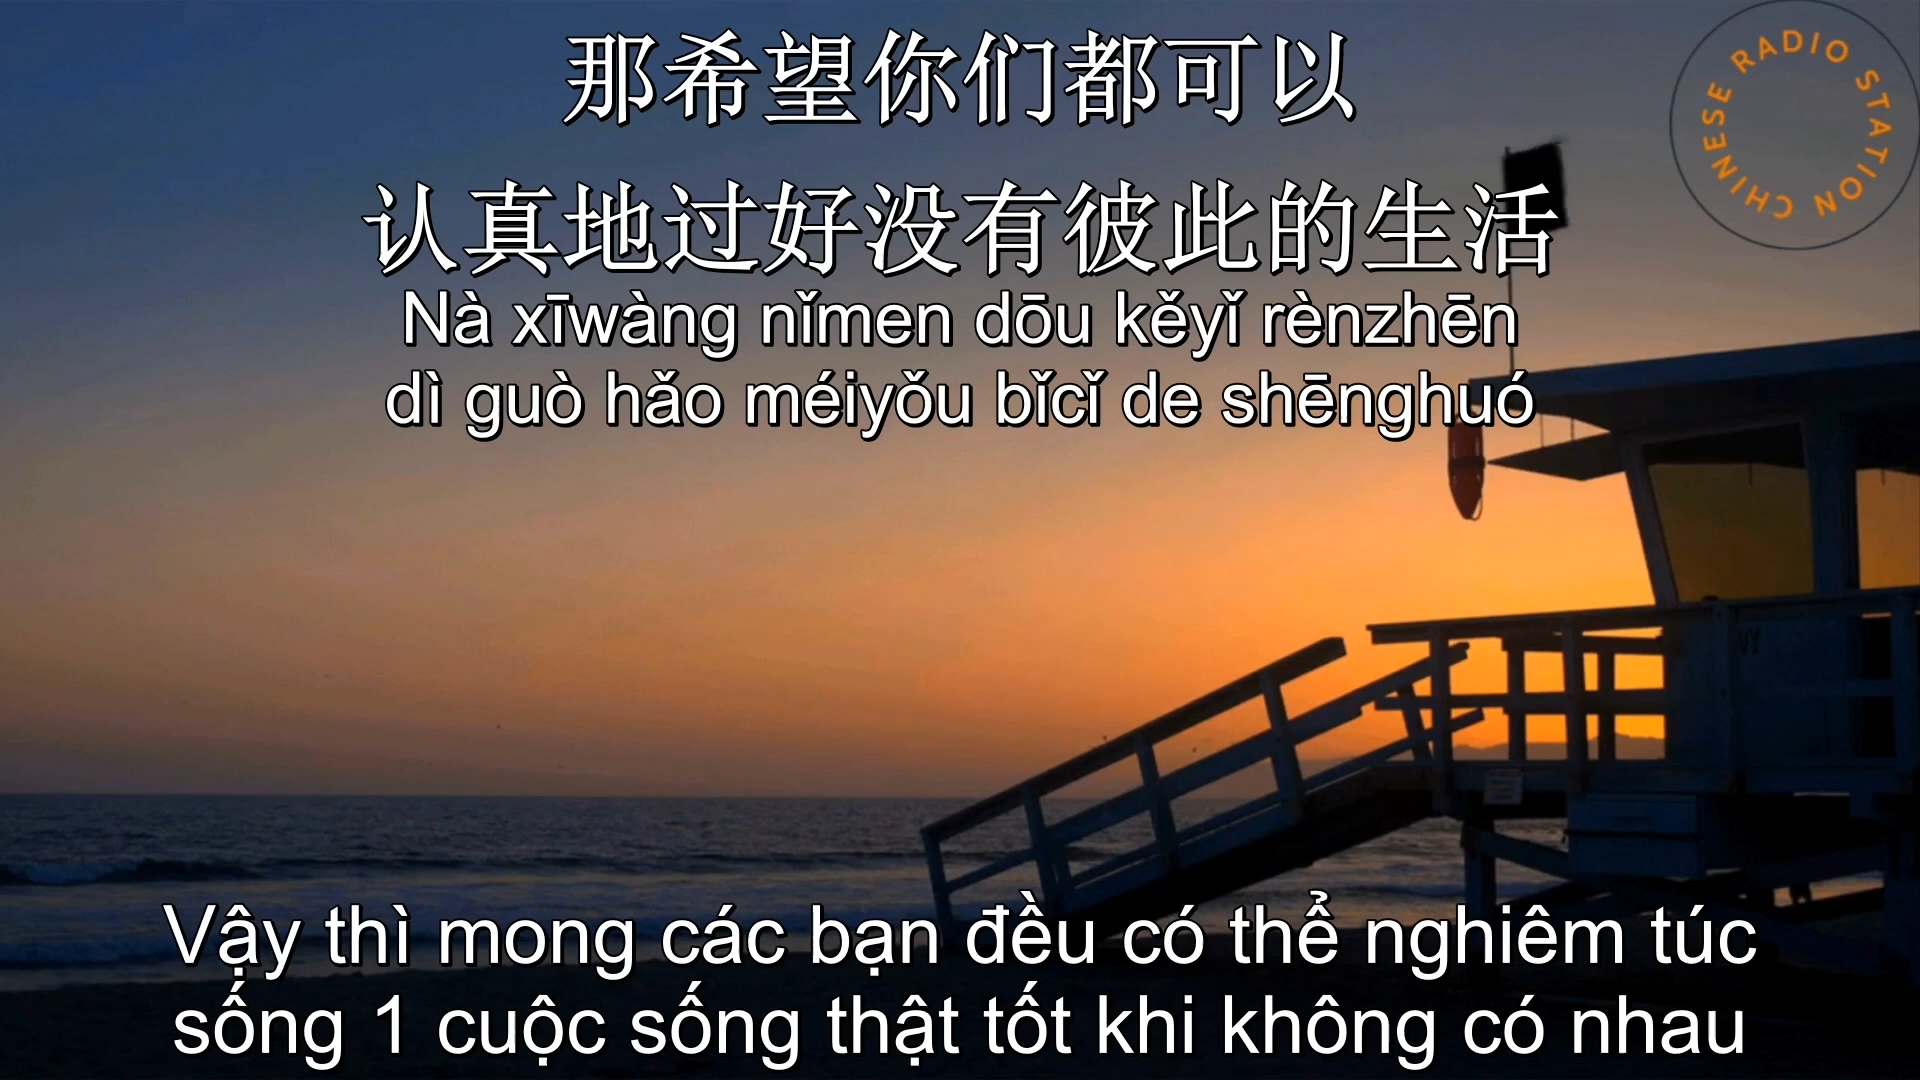 那希望你们都可以
认真地过好没有彼此的生活
Nà xīwàng nǐmen dōu kěyǐ rènzhēn
dì guò hǎo méiyǒu bǐcǐ de shēnghuó
Vậy thì mong các bạn đều có thể nghiêm túc
sống 1 cuộc sống thật tốt khi không có nhau
CHINESE RADIO STATION